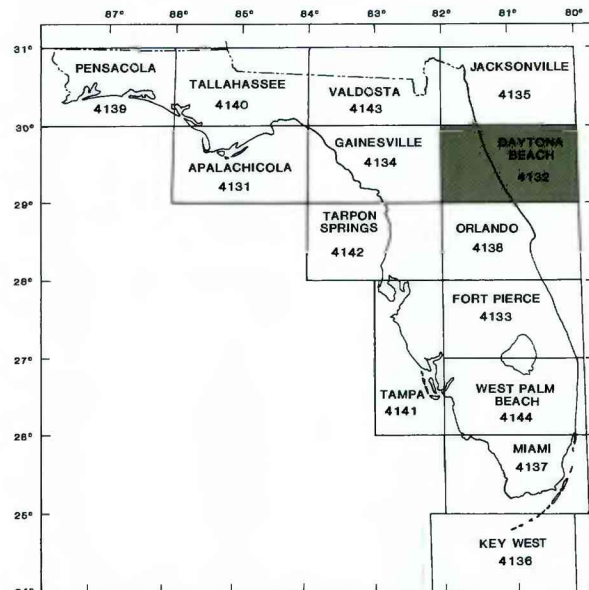 87° 86° 85° 84° 83° 82° 81° 80°
31°
PENSACOLA
4139
TALLAHASSEE
4140
VALDOSTA
4143
JACKSONVILLE
4135
30°
APALACHICOLA
4131
GAINESVILLE
4134
DAYTONA
BEACH
4132
29°
TARPON
SPRINGS
4142
ORLANDO
4138
28°
FORT PIERCE
4133
27°
TAMPA
4141
WEST PALM
BEACH
4144
26°
MIAMI
4137
25°
KEY WEST
4136